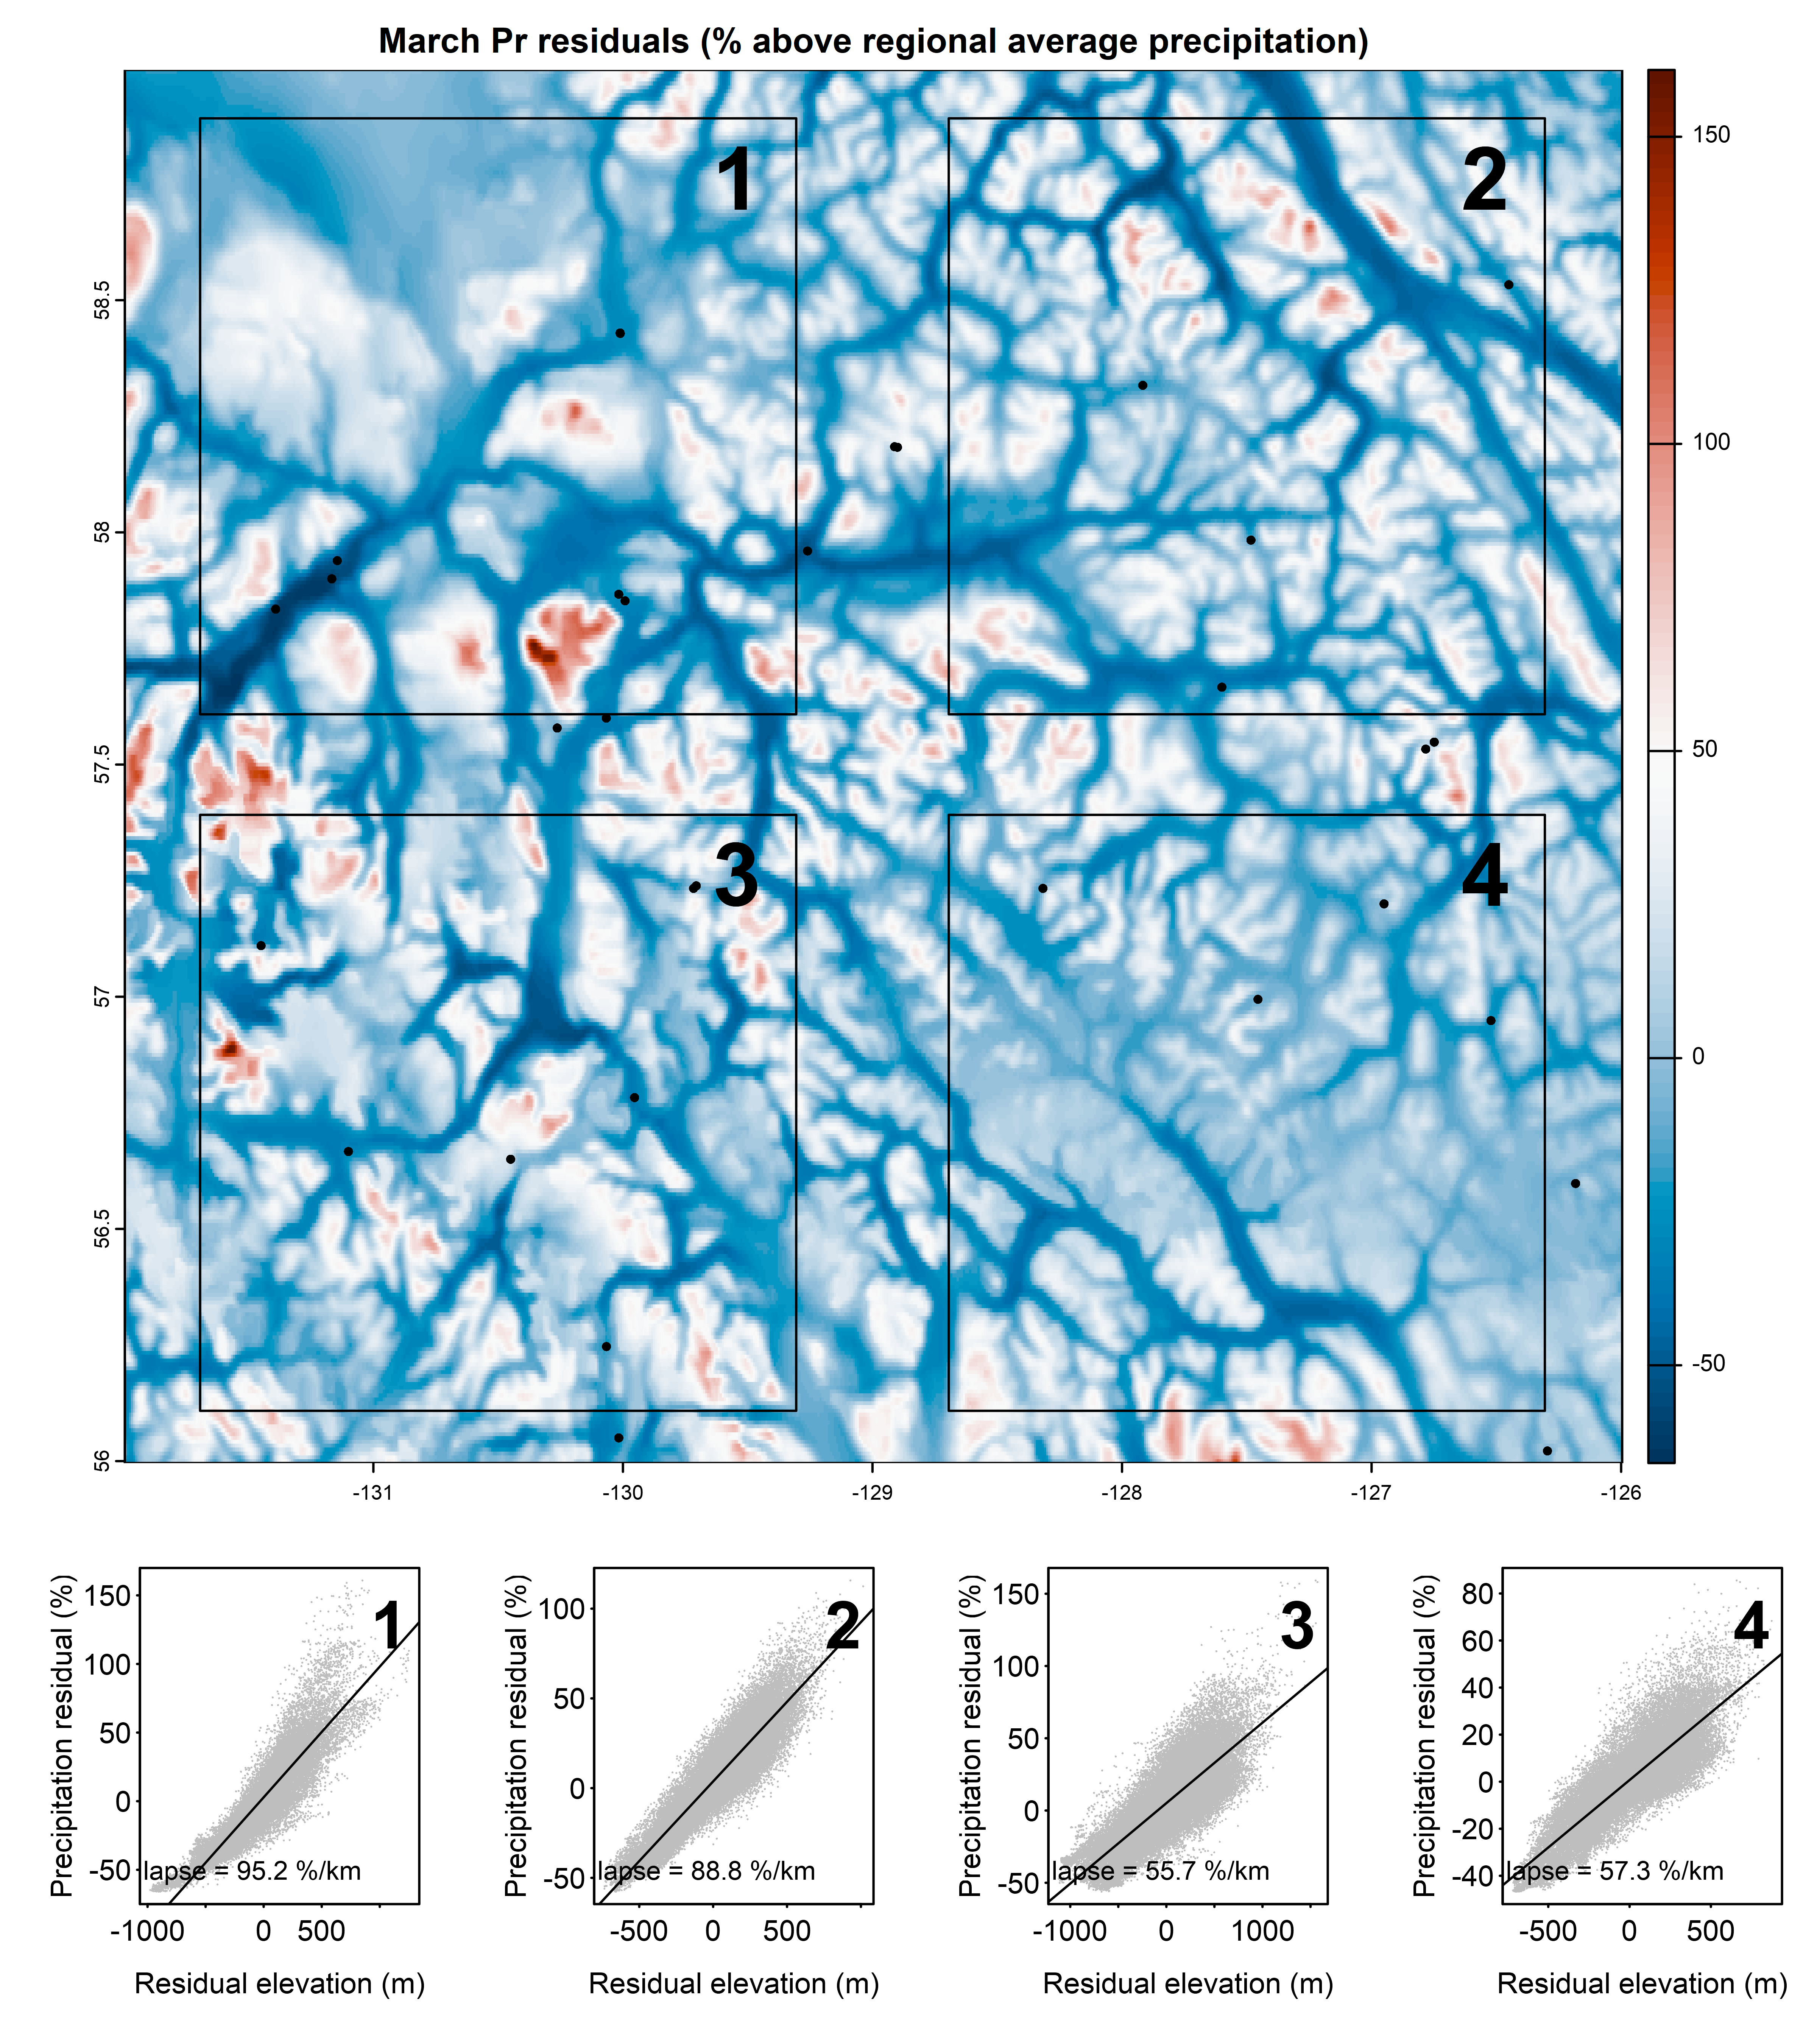 March Pr residuals (% above regional average precipitation)
1
2
3
4
58.5
58
57.5
57
56.5
56
-131
-130
-129
-128
-127
-126
150
100
50
0
-50
Precipitation residual (%)
150
100
50
0
-50
1
lapse = 95.2 %/km
-1000 0 500
Residual elevation (m)
Precipitation residual (%)
100
50
0
-50
2
lapse = 88.8 %/km
-500 0 500
Residual elevation (m)
Precipitation residual (%)
150
100
50
0
-50
3
lapse = 55.7 %/km
-1000 0 1000
Residual elevation (m)
Precipitation residual (%)
80
60
40
20
0
-20
-40
4
lapse = 57.3 %/km
-500 0 500
Residual elevation (m)